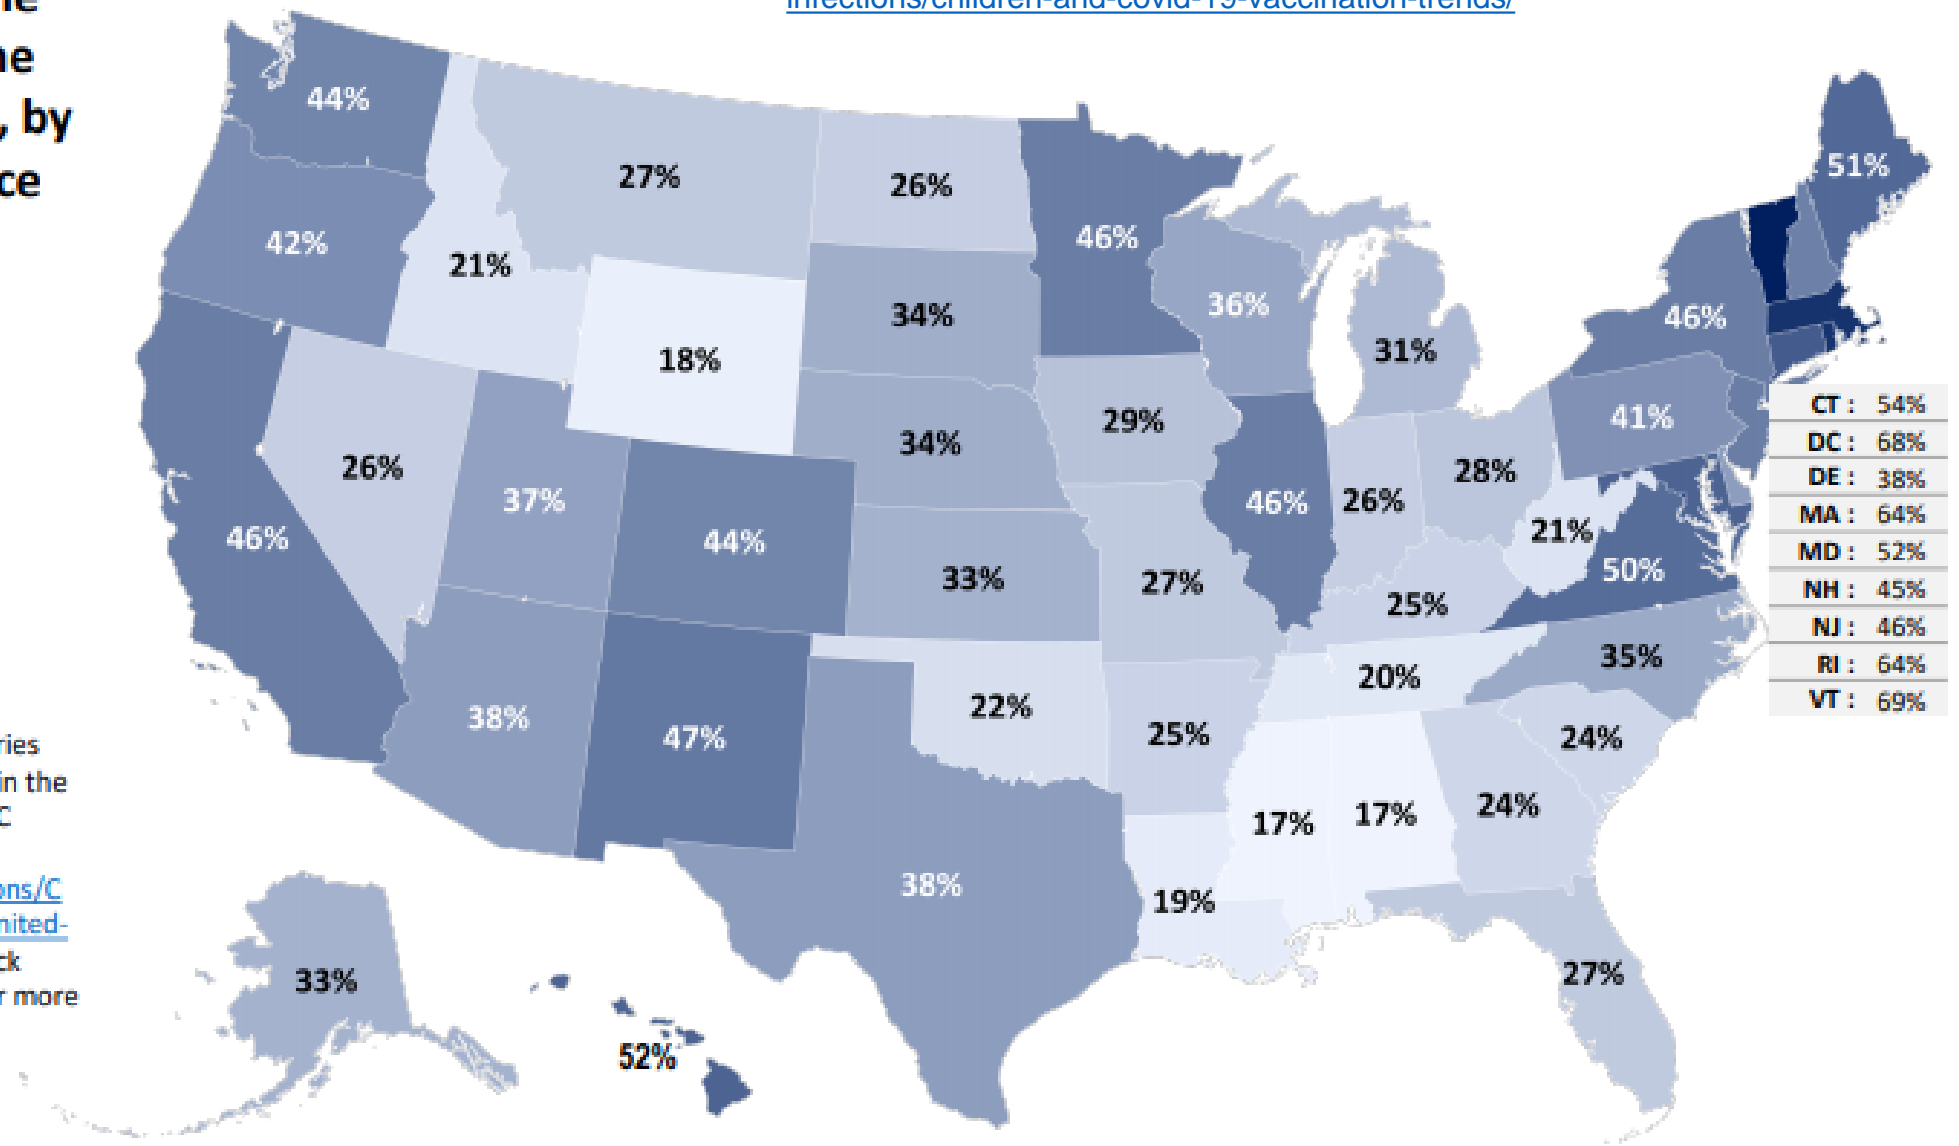 ne
infections/children-and-covid-19-vaccination-trends/
he
, by
ce
44%
27%
26%
46%
51%
42%
21%
34%
36%
31%
46%
18%
29%
41%
26%
37%
44%
34%
46%
26%
28%
21%
50%
46%
33%
27%
25%
35%
38%
47%
22%
25%
20%
24%
17%
17%
24%
38%
19%
27%
33%
52%
CT : 54%
DC : 68%
DE : 38%
MA : 64%
MD : 52%
NH : 45%
NJ : 46%
RI : 64%
VT : 69%
ries
in the
C
ons/C
nited-
ck
r more